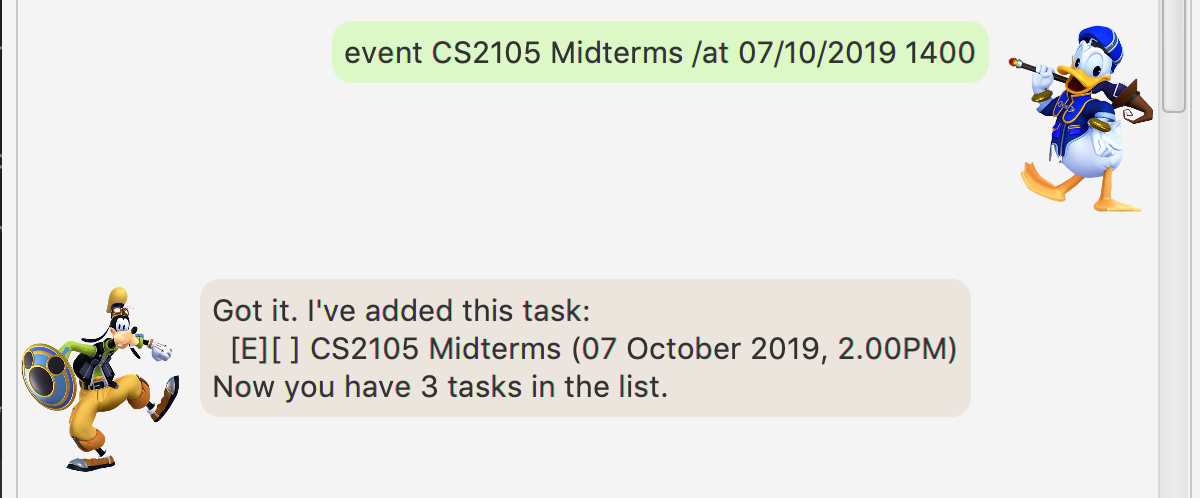 event CS2105 Midterms /at 07/10/2019 1400
Got it. I've added this task:
[E][ ] CS2105 Midterms (07 October 2019, 2.00PM)
Now you have 3 tasks in the list.